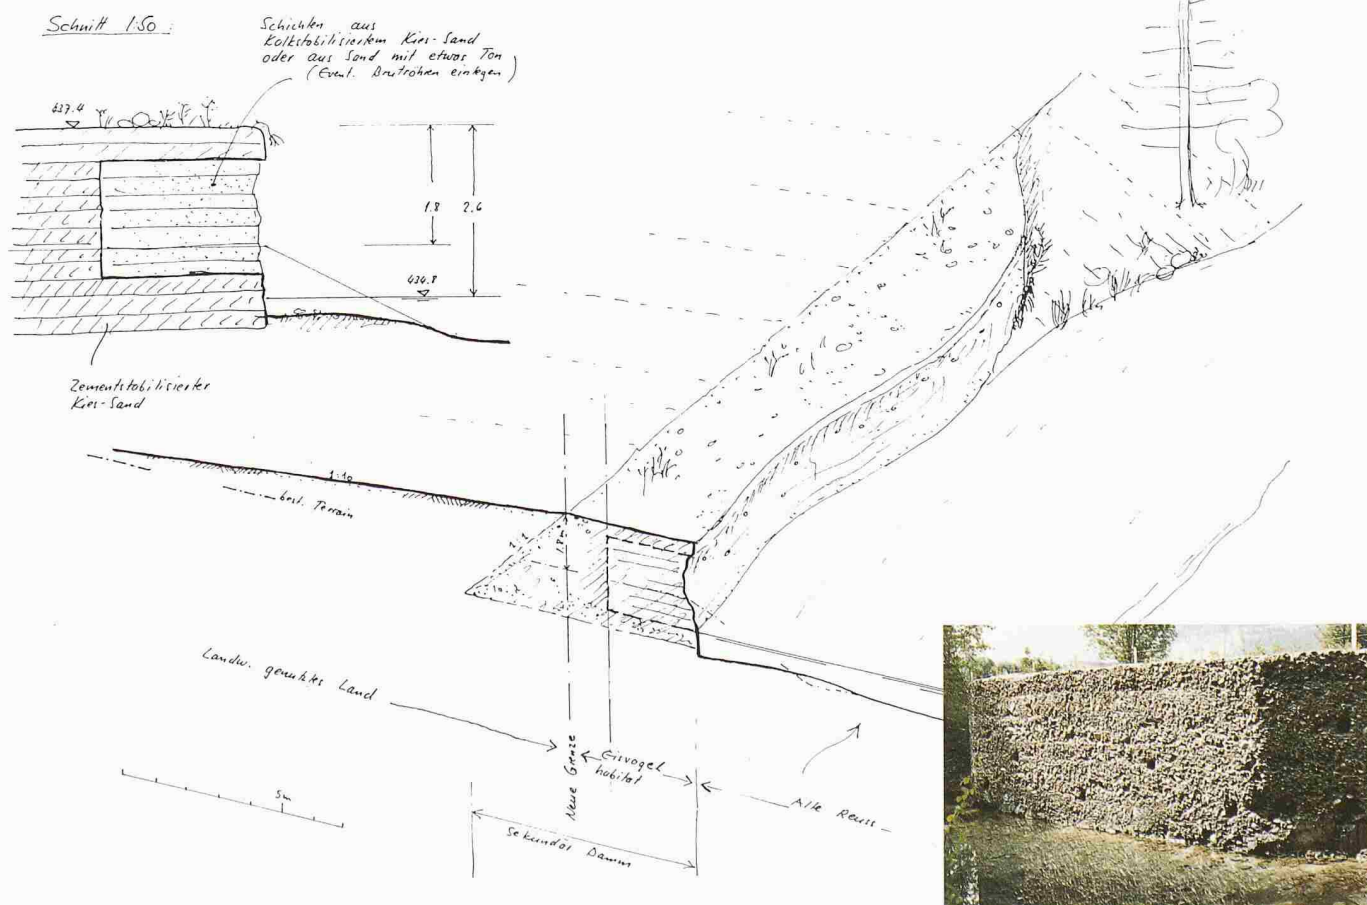 Schnitt 1:50
Schichten aus
Kalkstabilisiertem Kies-Sand
oder aus Sand mit etwas Ton
(Event. Brutröhren einlegen)
437.4
1.8
2.6
434.8
Zementstabilisierter
Kies-Sand
1:10
best. Terrain
1.8
Landw. genutztes Land
Neue Grenze
Eisvogel
habitat
Alte Reuss
5m
Sekundär Damm